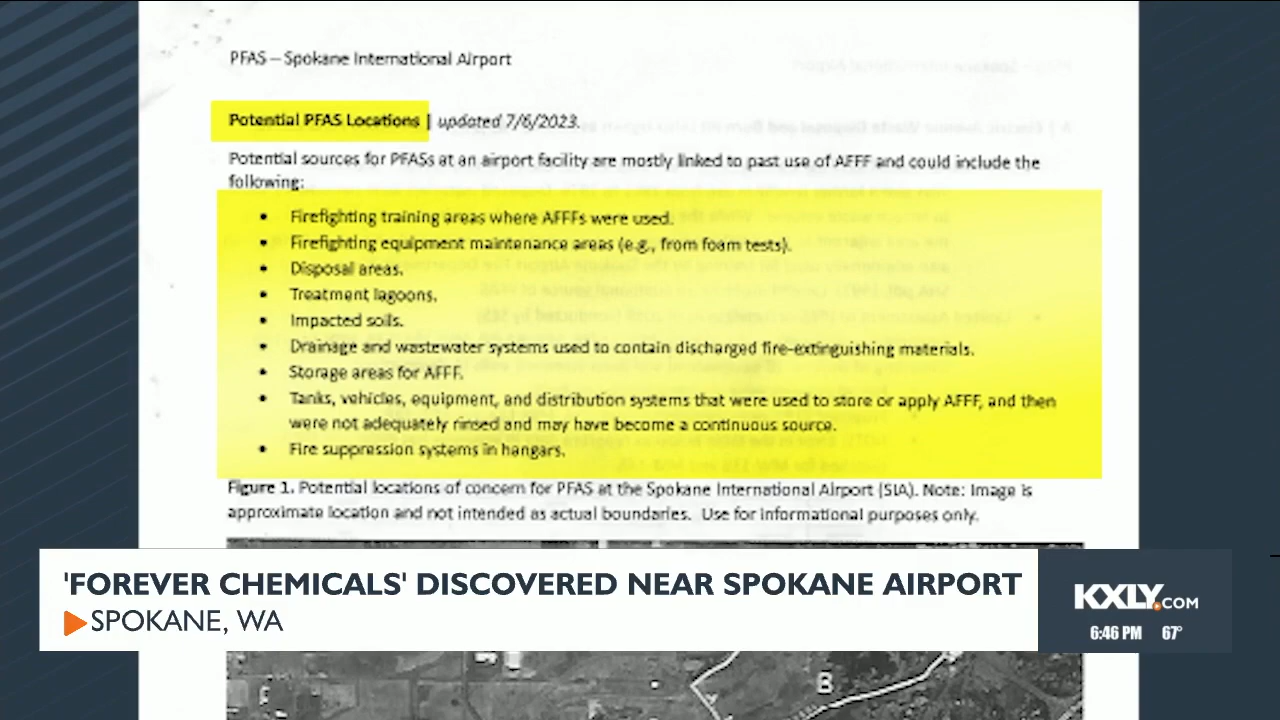 PFAS – Spokane International Airport
Potential PFAS Locations | updated 7/6/2023.
Potential sources for PFASs at an airport facility are mostly linked to past use of AFFF and could include the
following:
• Firefighting training areas where AFFFs were used.
• Firefighting equipment maintenance areas (e.g., from foam tests).
• Disposal areas.
• Treatment lagoons.
• Impacted soils.
• Drainage and wastewater systems used to contain discharged fire-extinguishing materials.
• Storage areas for AFFF.
• Tanks, vehicles, equipment, and distribution systems that were used to store or apply AFFF, and then
were not adequately rinsed and may have become a continuous source.
• Fire suppression systems in hangars.
Figure 1. Potential locations of concern for PFAS at the Spokane International Airport (SIA). Note: Image is
approximate location and not intended as actual boundaries. Use for informational purposes only.
'FOREVER CHEMICALS' DISCOVERED NEAR SPOKANE AIRPORT
SPOKANE, WA
KXLY.COM
6:46 PM 67°
B